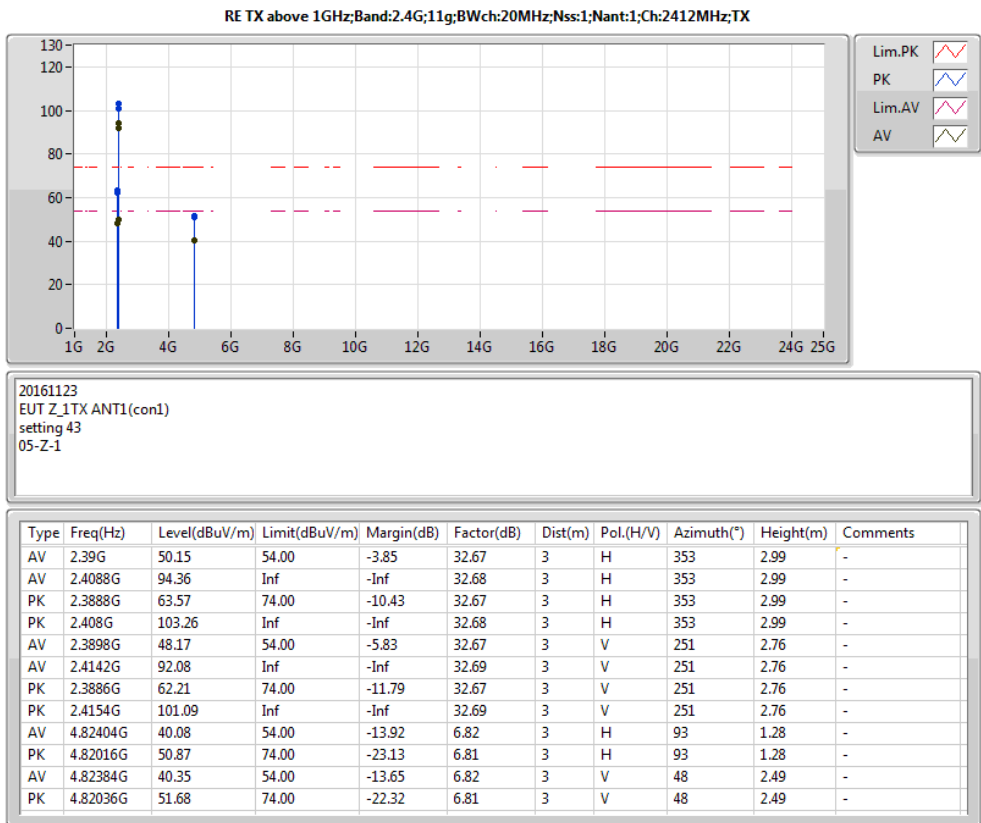 RE TX above 1GHz;Band:2.4G;11g;BWch:20MHz;Nss:1;Nant:1;Ch:2412MHz;TX
130
120
100
80
60
40
20
0
1G 2G 4G 6G 8G 10G 12G 14G 16G 18G 20G 22G 24G 25G
Lim.PK
PK
Lim.AV
AV
20161123
EUT Z_1TX ANT1(con1)
setting 43
05-Z-1
Type Freq(Hz) Level(dBuV/m) Limit(dBuV/m) Margin(dB) Factor(dB) Dist(m) Pol.(H/V) Azimuth(°) Height(m) Comments
AV 2.39G 50.15 54.00 -3.85 32.67 3 H 353 2.99 -
AV 2.4088G 94.36 Inf -Inf 32.68 3 H 353 2.99 -
PK 2.3888G 63.57 74.00 -10.43 32.67 3 H 353 2.99 -
PK 2.408G 103.26 Inf -Inf 32.68 3 H 353 2.99 -
AV 2.3898G 48.17 54.00 -5.83 32.67 3 V 251 2.76 -
AV 2.4142G 92.08 Inf -Inf 32.69 3 V 251 2.76 -
PK 2.3886G 62.21 74.00 -11.79 32.67 3 V 251 2.76 -
PK 2.4154G 101.09 Inf -Inf 32.69 3 V 251 2.76 -
AV 4.82404G 40.08 54.00 -13.92 6.82 3 H 93 1.28 -
PK 4.82016G 50.87 74.00 -23.13 6.81 3 H 93 1.28 -
AV 4.82384G 40.35 54.00 -13.65 6.82 3 V 48 2.49 -
PK 4.82036G 51.68 74.00 -22.32 6.81 3 V 48 2.49 -